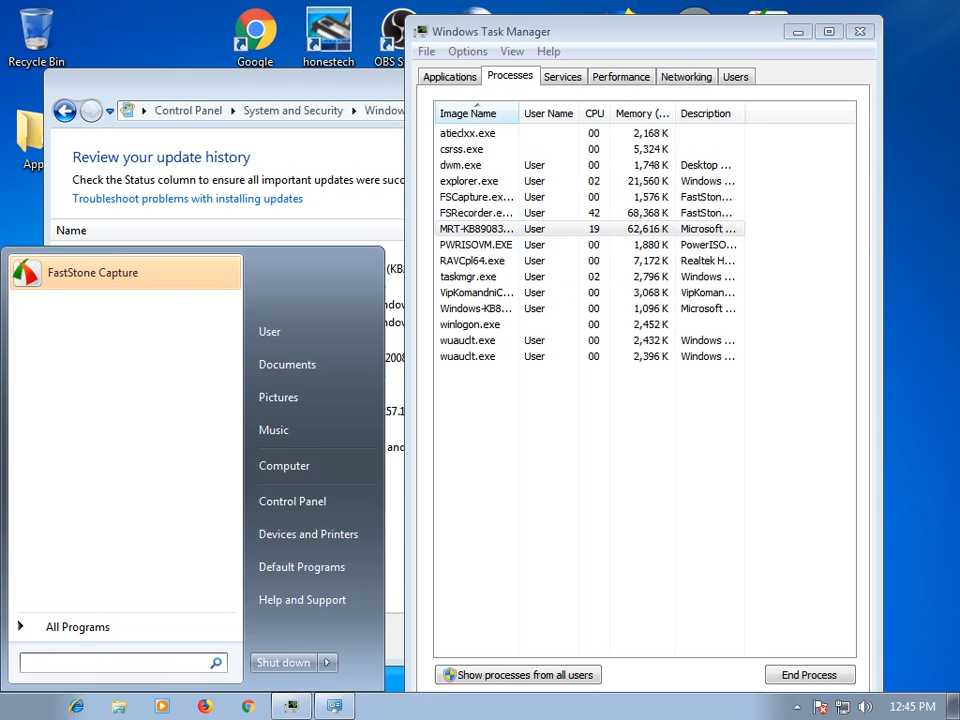 Recycle Bin
Google
honestech
OBS St
App
Control Panel
System and Security
Window
Review your update history
Check the Status column to ensure all important updates were succ
Troubleshoot problems with installing updates
Name
(KB2
indow
indow
2008
57.1
and
FastStone Capture
All Programs
User
Documents
Pictures
Music
Computer
Control Panel
Devices and Printers
Default Programs
Help and Support
Shut down
Windows Task Manager
File Options View Help
Applications Processes Services Performance Networking Users
Image Name User Name CPU Memory (... Description
atiedxx.exe 00 2,168 K
csrss.exe 00 5,324 K
dwm.exe User 00 1,748 K Desktop ...
explorer.exe User 02 21,560 K Windows ...
FSCapture.ex... User 00 1,576 K FastSton...
FSRecorder.e... User 42 68,368 K FastSton...
MRT-KB89083... User 19 62,616 K Microsoft ...
PWRISOVM.EXE User 00 1,880 K PowerISO...
RAVCpl64.exe User 00 7,172 K Realtek H...
taskmgr.exe User 02 2,796 K Windows ...
VipKomandniC... User 00 3,068 K VipKoman...
Windows-KB8... User 00 1,096 K Microsoft ...
winlogon.exe 00 2,452 K
wuauclt.exe User 00 2,432 K Windows ...
wuauclt.exe User 00 2,396 K Windows ...
Show processes from all users
End Process
12:45 PM